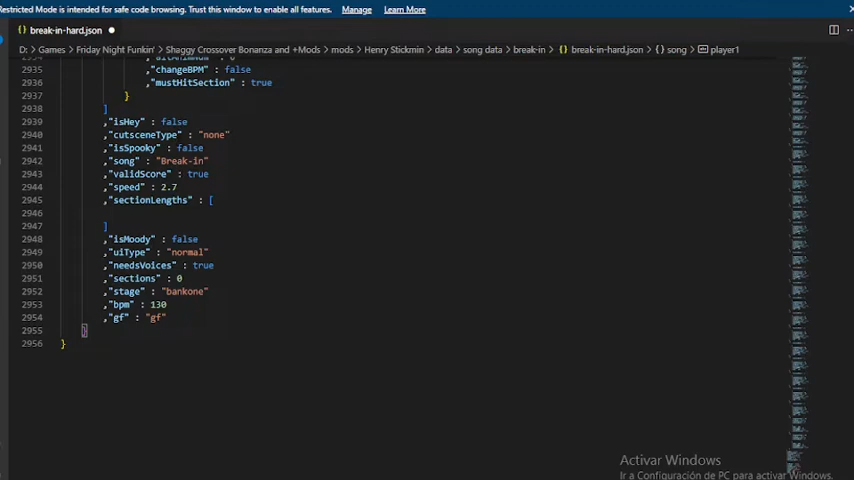 Restricted Mode is intended for safe code browsing. Trust this window to enable all features. Manage Learn More
{} break-in-hard.json ●
D: > Games > Friday Night Funkin' > Shaggy Crossover Bonanza and +Mods > mods > Henry Stickmin > data > song data > break-in > {} break-in-hard.json > {} song > player1
2935 ,"changeBPM" : false
2936 ,"mustHitSection" : true
2937 }
2938 ]
2939 ,"isHey" : false
2940 ,"cutsceneType" : "none"
2941 ,"isSpooky" : false
2942 ,"song" : "Break-in"
2943 ,"validScore" : true
2944 ,"speed" : 2.7
2945 ,"sectionLengths" : [
2946
2947 ]
2948 ,"isMoody" : false
2949 ,"uiType" : "normal"
2950 ,"needsVoices" : true
2951 ,"sections" : 0
2952 ,"stage" : "bankone"
2953 ,"bpm" : 130
2954 ,"gf" : "gf"
2955 }
2956 }
Activar Windows
Ir a Configuración de PC para activar Windows.